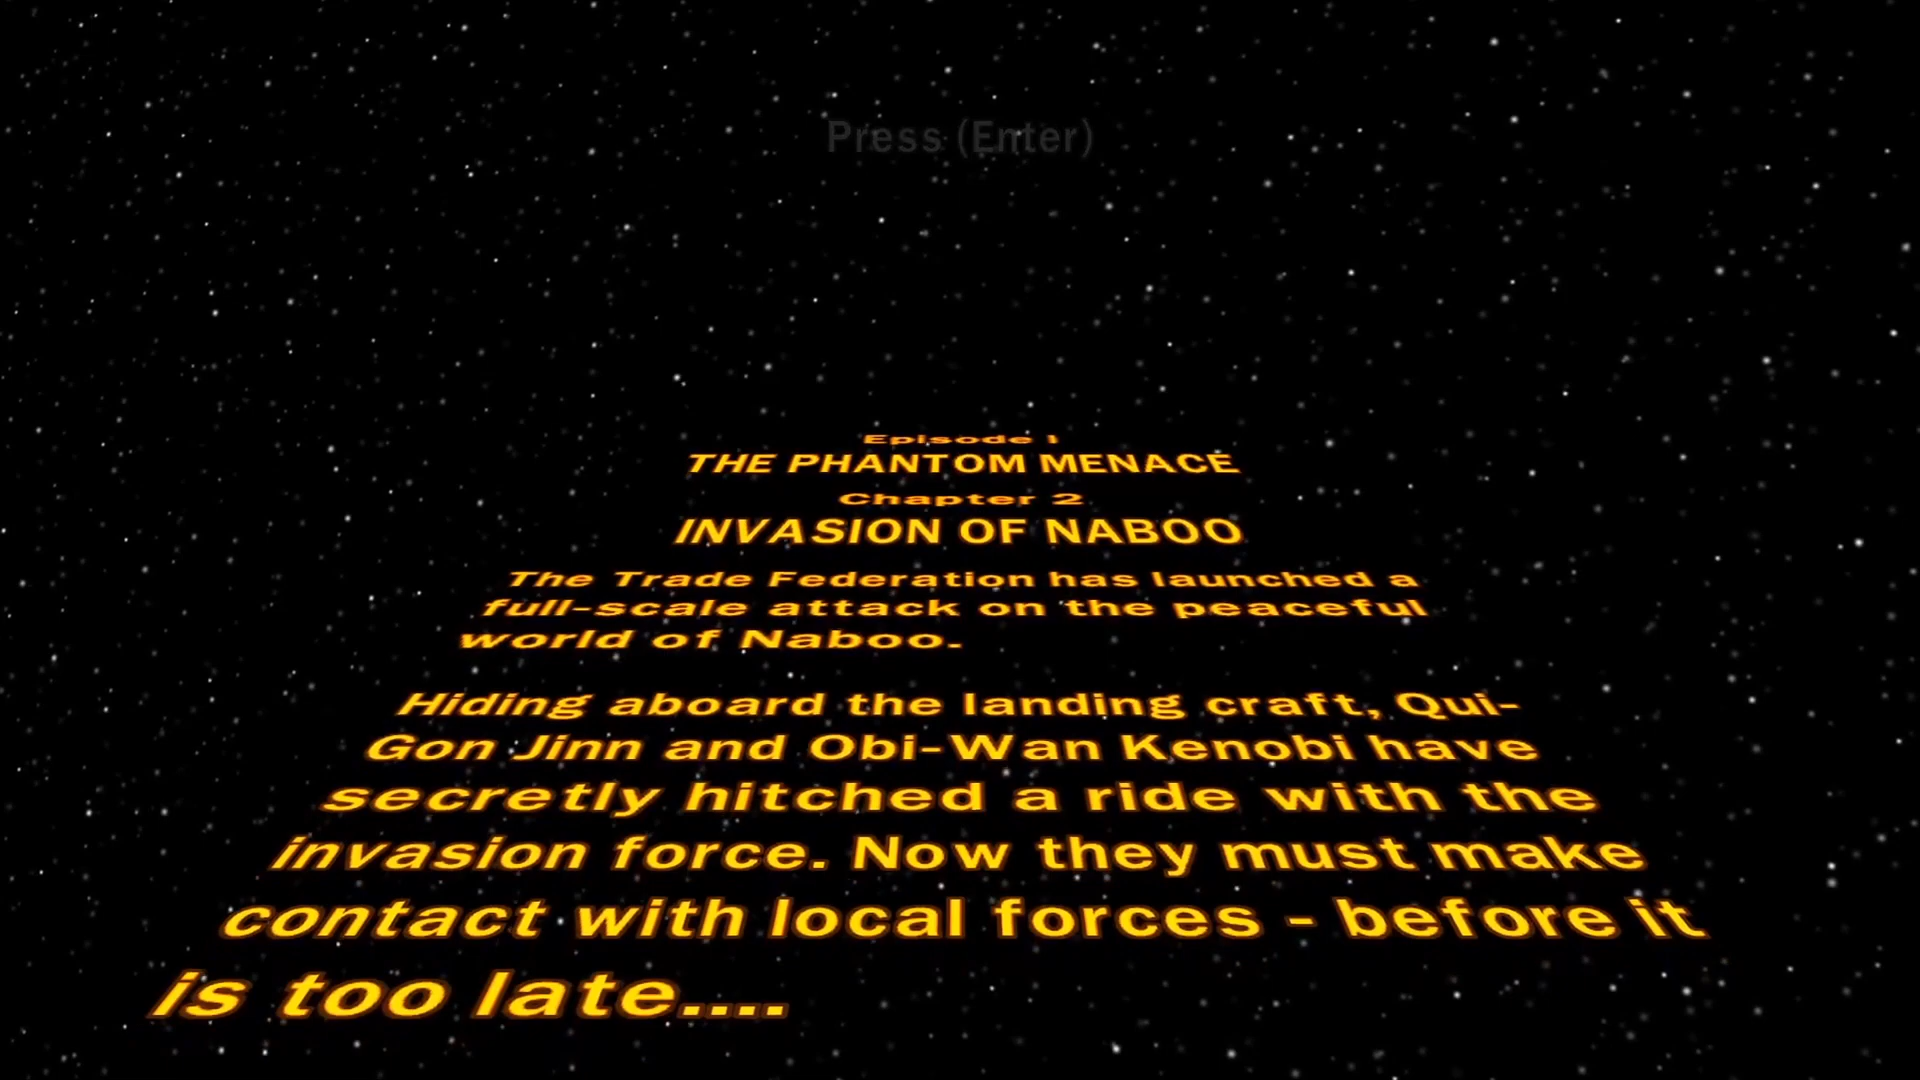 Press (Enter)
Episode I
THE PHANTOM MENACE
Chapter 2
INVASION OF NABOO
The Trade Federation has launched a
full-scale attack on the peaceful
world of Naboo.
Hiding aboard the landing craft, Qui-
Gon Jinn and Obi-Wan Kenobi have
secretly hitched a ride with the
invasion force. Now they must make
contact with local forces - before it
is too late....